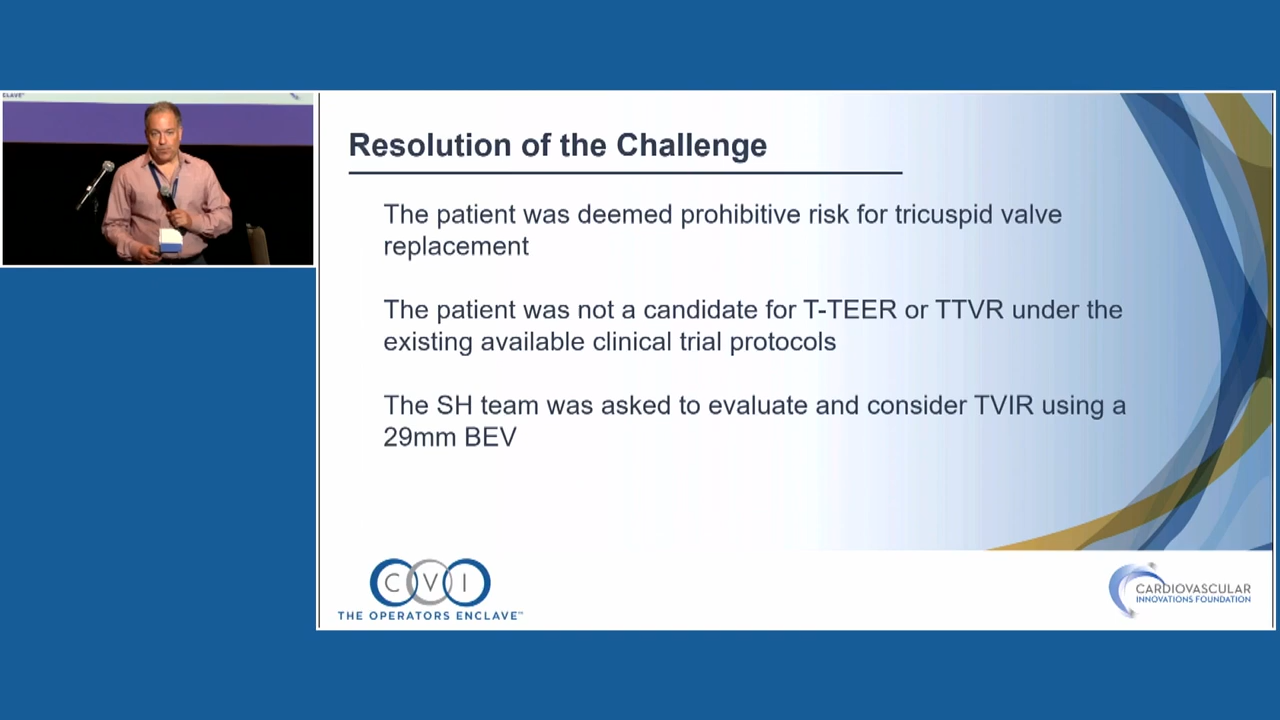 CLAVE™
Resolution of the Challenge
The patient was deemed prohibitive risk for tricuspid valve
replacement
The patient was not a candidate for T-TEER or TTVR under the
existing available clinical trial protocols
The SH team was asked to evaluate and consider TVIR using a
29mm BEV
CVI
THE OPERATORS ENCLAVE™
CARDIOVASCULAR
INNOVATIONS FOUNDATION